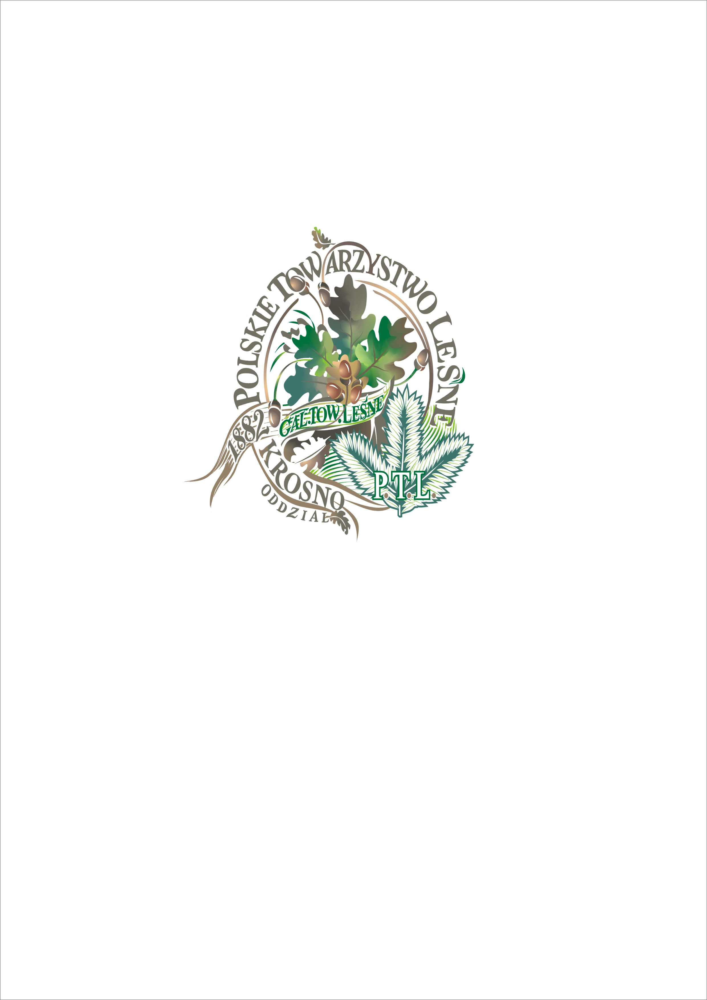 POLSKIE TOWARZYSTWO LEŚNE
GAL.TOW.LEŚNE
1882
KROSNO
ODDZIAŁ
P.T.L.